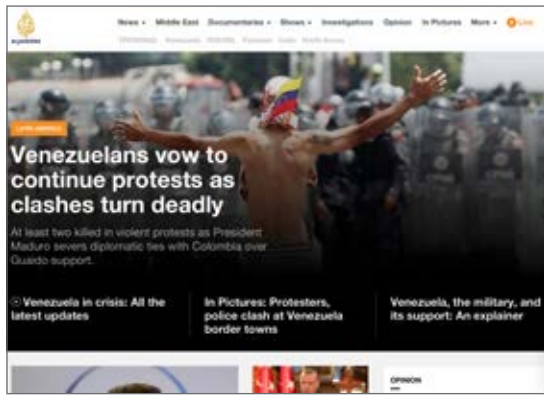 News Middle East Documentaries Shows Investigations Opinion In Pictures More Live
ALJAZEERA
LATIN AMERICA
Venezuelans vow to
continue protests as
clashes turn deadly
At least two killed in violent protests as President
Maduro severs diplomatic ties with Colombia over
Guaido support.
Venezuela in crisis: All the
latest updates
In Pictures: Protesters,
police clash at Venezuela
border towns
Venezuela, the military, and
its support: An explainer
OPINION